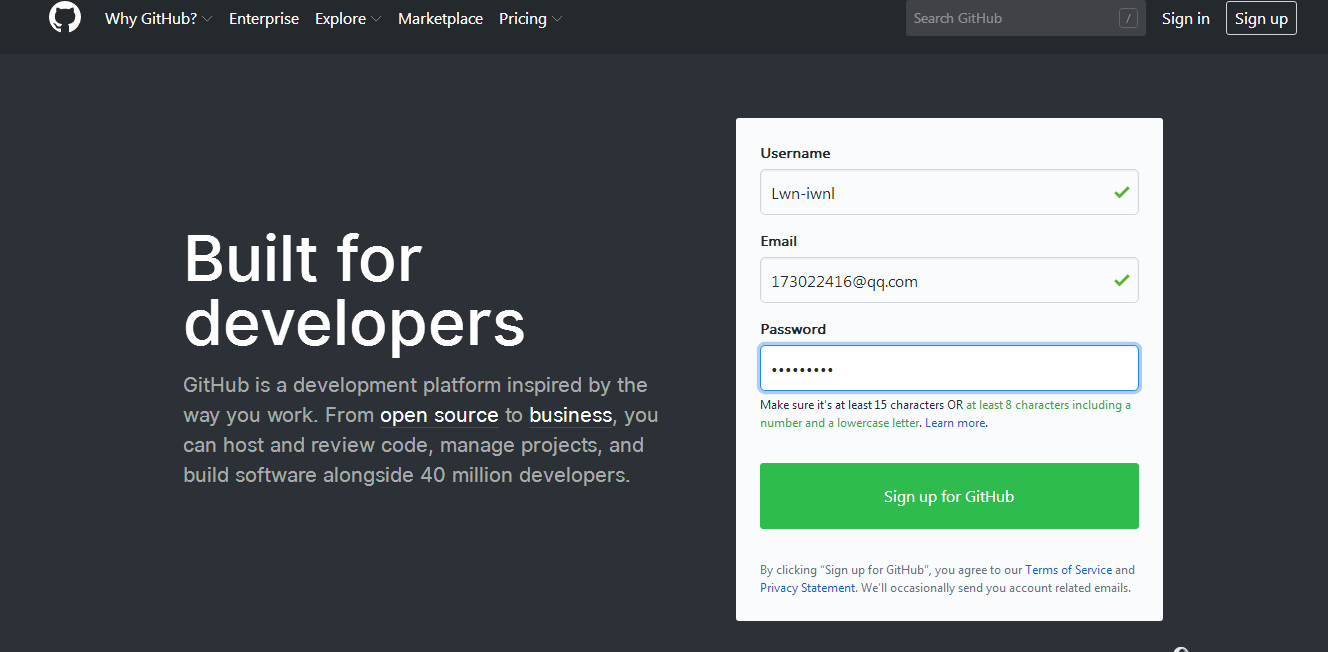 Why GitHub? Enterprise Explore Marketplace Pricing Search GitHub / Sign in Sign up
Built for
developers
GitHub is a development platform inspired by the
way you work. From open source to business, you
can host and review code, manage projects, and
build software alongside 40 million developers.
Username
Lwn-iwnl
Email
173022416@qq.com
Password
•••••••••
Make sure it's at least 15 characters OR at least 8 characters including a
number and a lowercase letter. Learn more.
Sign up for GitHub
By clicking “Sign up for GitHub”, you agree to our Terms of Service and
Privacy Statement. We’ll occasionally send you account related emails.